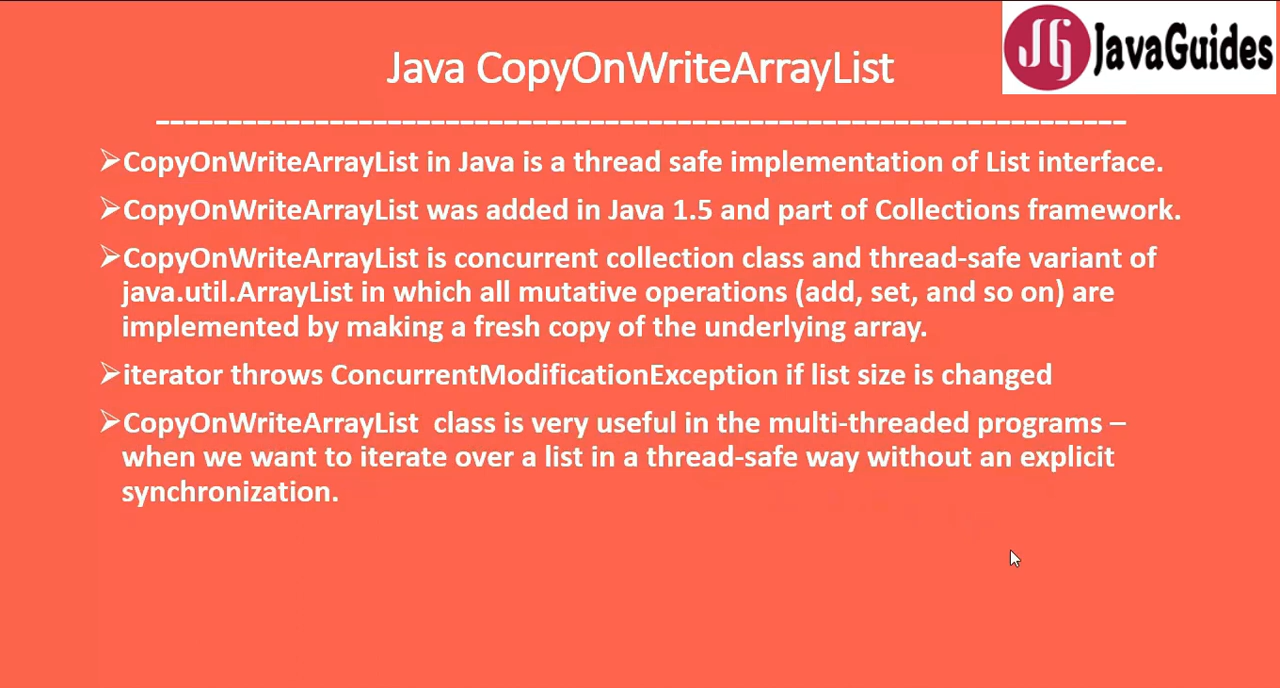 Java CopyOnWriteArrayList
JG JavaGuides
------------------------------------------------------------------
➢CopyOnWriteArrayList in Java is a thread safe implementation of List interface.
➢CopyOnWriteArrayList was added in Java 1.5 and part of Collections framework.
➢CopyOnWriteArrayList is concurrent collection class and thread-safe variant of
java.util.ArrayList in which all mutative operations (add, set, and so on) are
implemented by making a fresh copy of the underlying array.
➢iterator throws ConcurrentModificationException if list size is changed
➢CopyOnWriteArrayList  class is very useful in the multi-threaded programs –
when we want to iterate over a list in a thread-safe way without an explicit
synchronization.